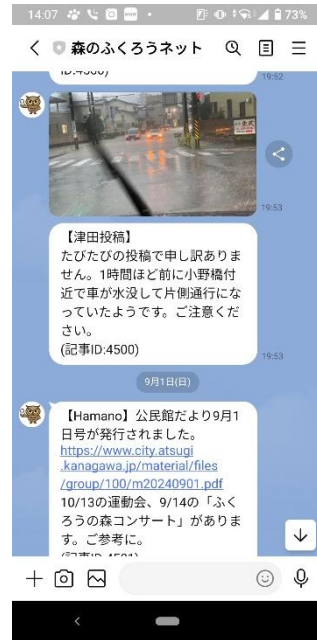 14:07
73%
森のふくろうネット
19:52
19:53
【津田投稿】
たびたびの投稿で申し訳ありま
せん。1時間ほど前に小野橋付
近で車が水没して片側通行にな
っていたようです。ご注意くだ
さい。
(記事ID:4500)
19:53
9月1日(日)
【Hamano】公民館だより9月1
日号が発行されました。
https://www.city.atsugi
.kanagawa.jp/material/files
/group/100/m20240901.pdf
10/13の運動会、9/14の「ふく
ろうの森コンサート」がありま
す。ご参考に。